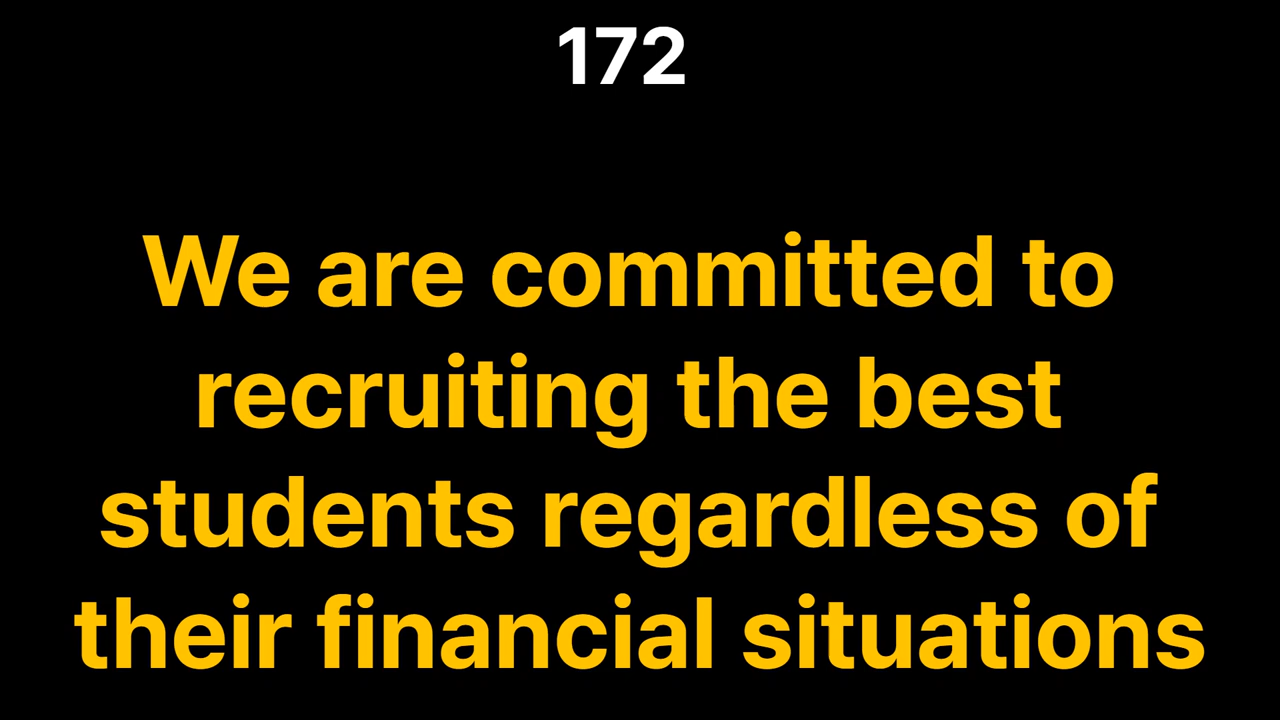 172
We are committed to
recruiting the best
students regardless of
their financial situations